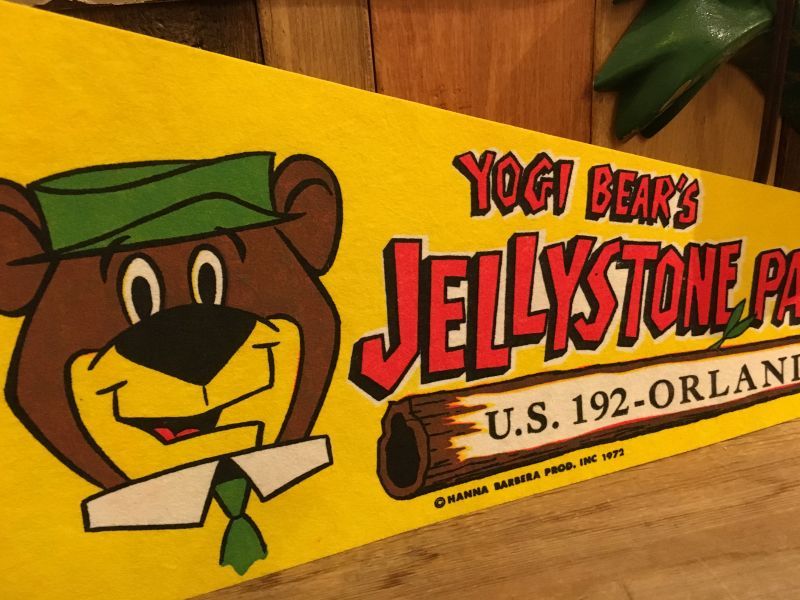 YOGI BEAR'S
JELLYSTONE PA
U.S. 192-ORLAN
© HANNA BARBERA PROD, INC 1972